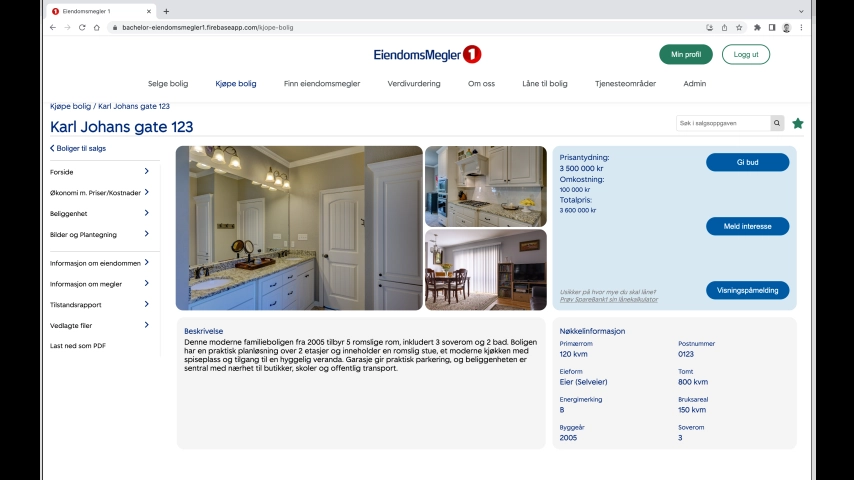 Eiendomsmegler 1
bachelor-eiendomsmegler1.firebaseapp.com/kjope-bolig
EiendomsMegler 1
Min profil
Logg ut
Selge bolig
Kjøpe bolig
Finn eiendomsmegler
Verdivurdering
Om oss
Låne til bolig
Tjenesteområder
Admin
Kjøpe bolig / Karl Johans gate 123
Karl Johans gate 123
Søk i salgsoppgaven
Boliger til salgs
Forside
Økonomi m. Priser/Kostnader
Beliggenhet
Bilder og Plantegning
Informasjon om eiendommen
Informasjon om megler
Tilstandsrapport
Vedlagte filer
Last ned som PDF
Prisantydning:
3 500 000 kr
Omkostning:
100 000 kr
Totalpris:
3 600 000 kr
Gi bud
Meld interesse
Usikker på hvor mye du skal låne?
Prøv SpareBank1 sin lånekalkulator
Visningspåmelding
Beskrivelse
Denne moderne familieboligen fra 2005 tilbyr 5 romslige rom, inkludert 3 soverom og 2 bad. Boligen
har en praktisk planløsning over 2 etasjer og inneholder en romslig stue, et moderne kjøkken med
spiseplass og tilgang til en hyggelig veranda. Garasje gir praktisk parkering, og beliggenheten er
sentral med nærhet til butikker, skoler og offentlig transport.
Nøkkelinformasjon
Primærrom
120 kvm
Postnummer
0123
Eieform
Eier (Selveier)
Tomt
800 kvm
Energimerking
B
Bruksareal
150 kvm
Byggeår
2005
Soverom
3